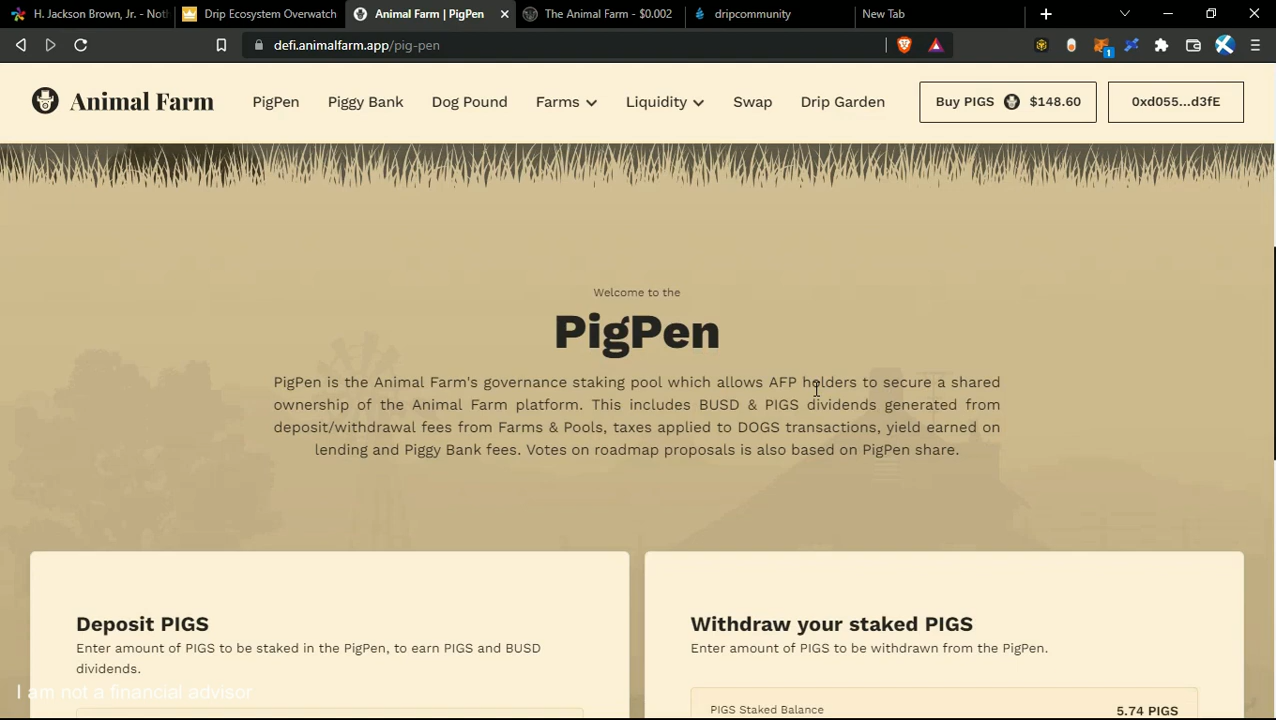 H. Jackson Brown, Jr. - Noth
Drip Ecosystem Overwatch
Animal Farm | PigPen
The Animal Farm - $0.002
dripcommunity
New Tab
defi.animalfarm.app/pig-pen
1
Animal Farm
PigPen
Piggy Bank
Dog Pound
Farms
Liquidity
Swap
Drip Garden
Buy PIGS $148.60
0xd055...d3fE
Welcome to the
PigPen
PigPen is the Animal Farm's governance staking pool which allows AFP holders to secure a shared
ownership of the Animal Farm platform. This includes BUSD & PIGS dividends generated from
deposit/withdrawal fees from Farms & Pools, taxes applied to DOGS transactions, yield earned on
lending and Piggy Bank fees. Votes on roadmap proposals is also based on PigPen share.
Deposit PIGS
Enter amount of PIGS to be staked in the PigPen, to earn PIGS and BUSD
dividends.
Withdraw your staked PIGS
Enter amount of PIGS to be withdrawn from the PigPen.
PIGS Staked Balance
5.74 PIGS
I am not a financial advisor